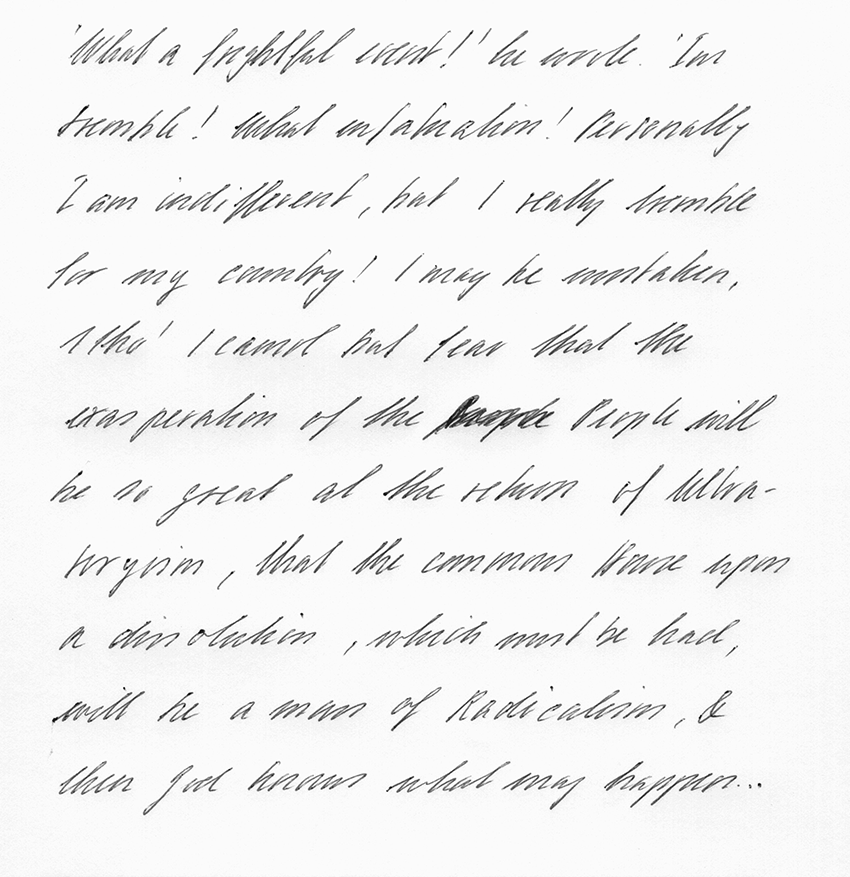 'What a frightful event!' he wrote. 'I'm
tremble! What infatuation! Personally
I am indifferent, but I really tremble
for my country! I may be mistaken,
tho' I cannot but fear that the
exasperation of the People People will
be so great at the return of Ultra-
toryism, that the common House upon
a dissolution, which must be had,
will be a mass of Radicalism, &
then God knows what may happen...